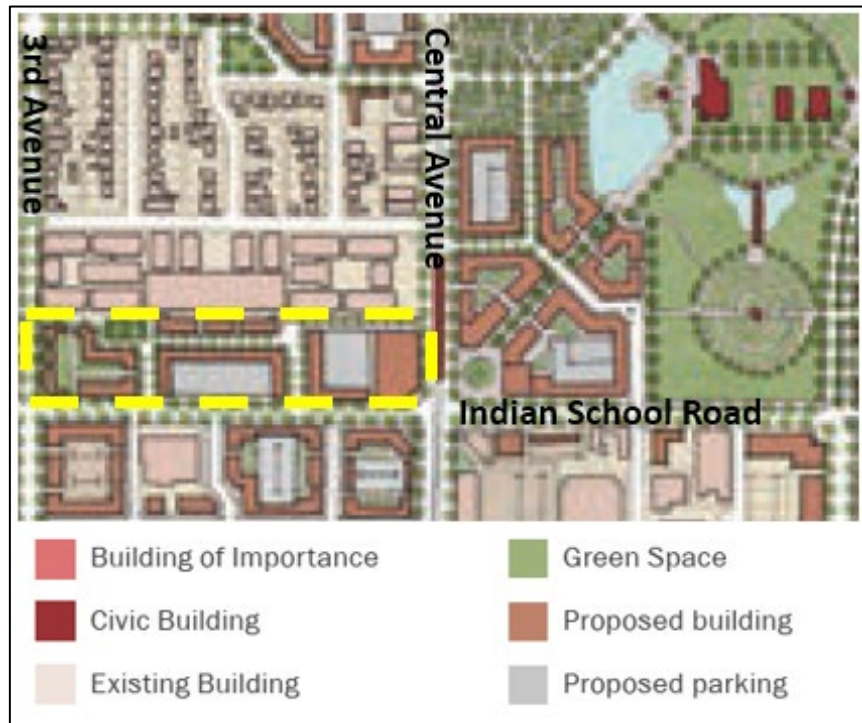 3rd Avenue
Central Avenue
Indian School Road
Building of Importance
Green Space
Civic Building
Proposed building
Existing Building
Proposed parking